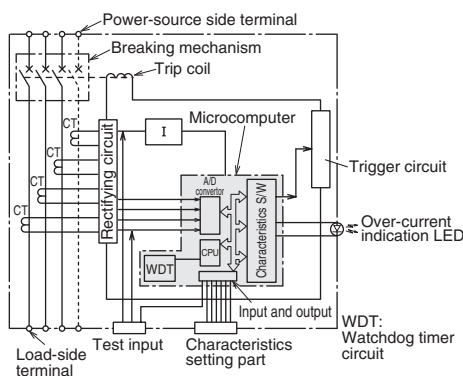 Power-source side terminal
Breaking mechanism
Trip coil
Microcomputer
CT
CT
CT
CT
Rectifying circuit
I
A/D
convertor
Characteristics S/W
CPU
WDT
Trigger circuit
Over-current
indication LED
Input and output
Load-side
terminal
Test input
Characteristics
setting part
WDT:
Watchdog timer
circuit